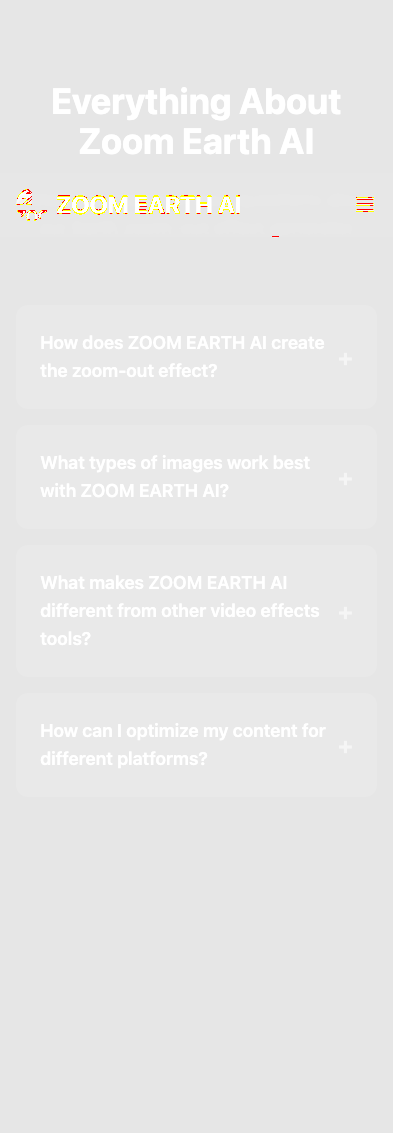 Everything About
Zoom Earth AI
ZOOM EARTH AI
How does ZOOM EARTH AI create
the zoom-out effect?
+
What types of images work best
with ZOOM EARTH AI?
+
What makes ZOOM EARTH AI
different from other video effects
tools?
+
How can I optimize my content for
different platforms?
+